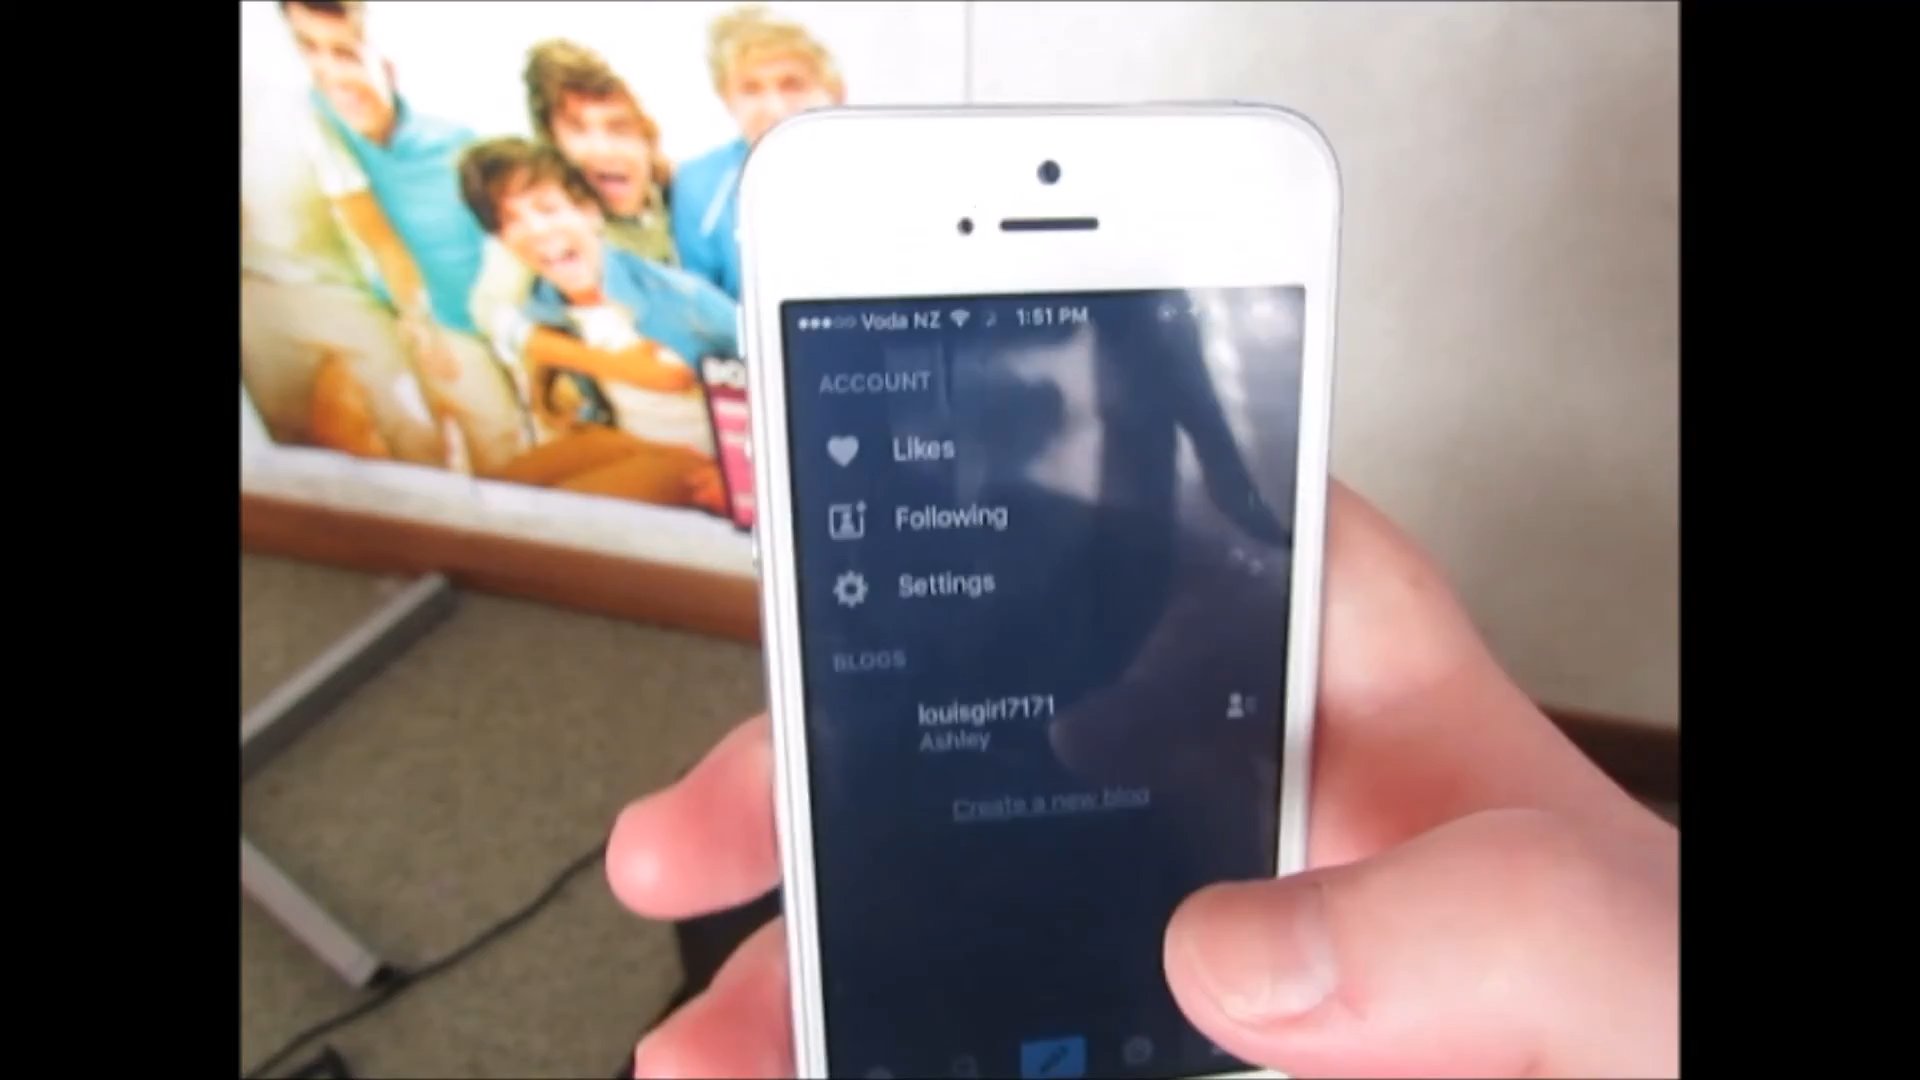 Voda NZ 1:51 PM
ACCOUNT
Likes
Following
Settings
BLOGS
louisgirl7171
Ashley
Create a new blog